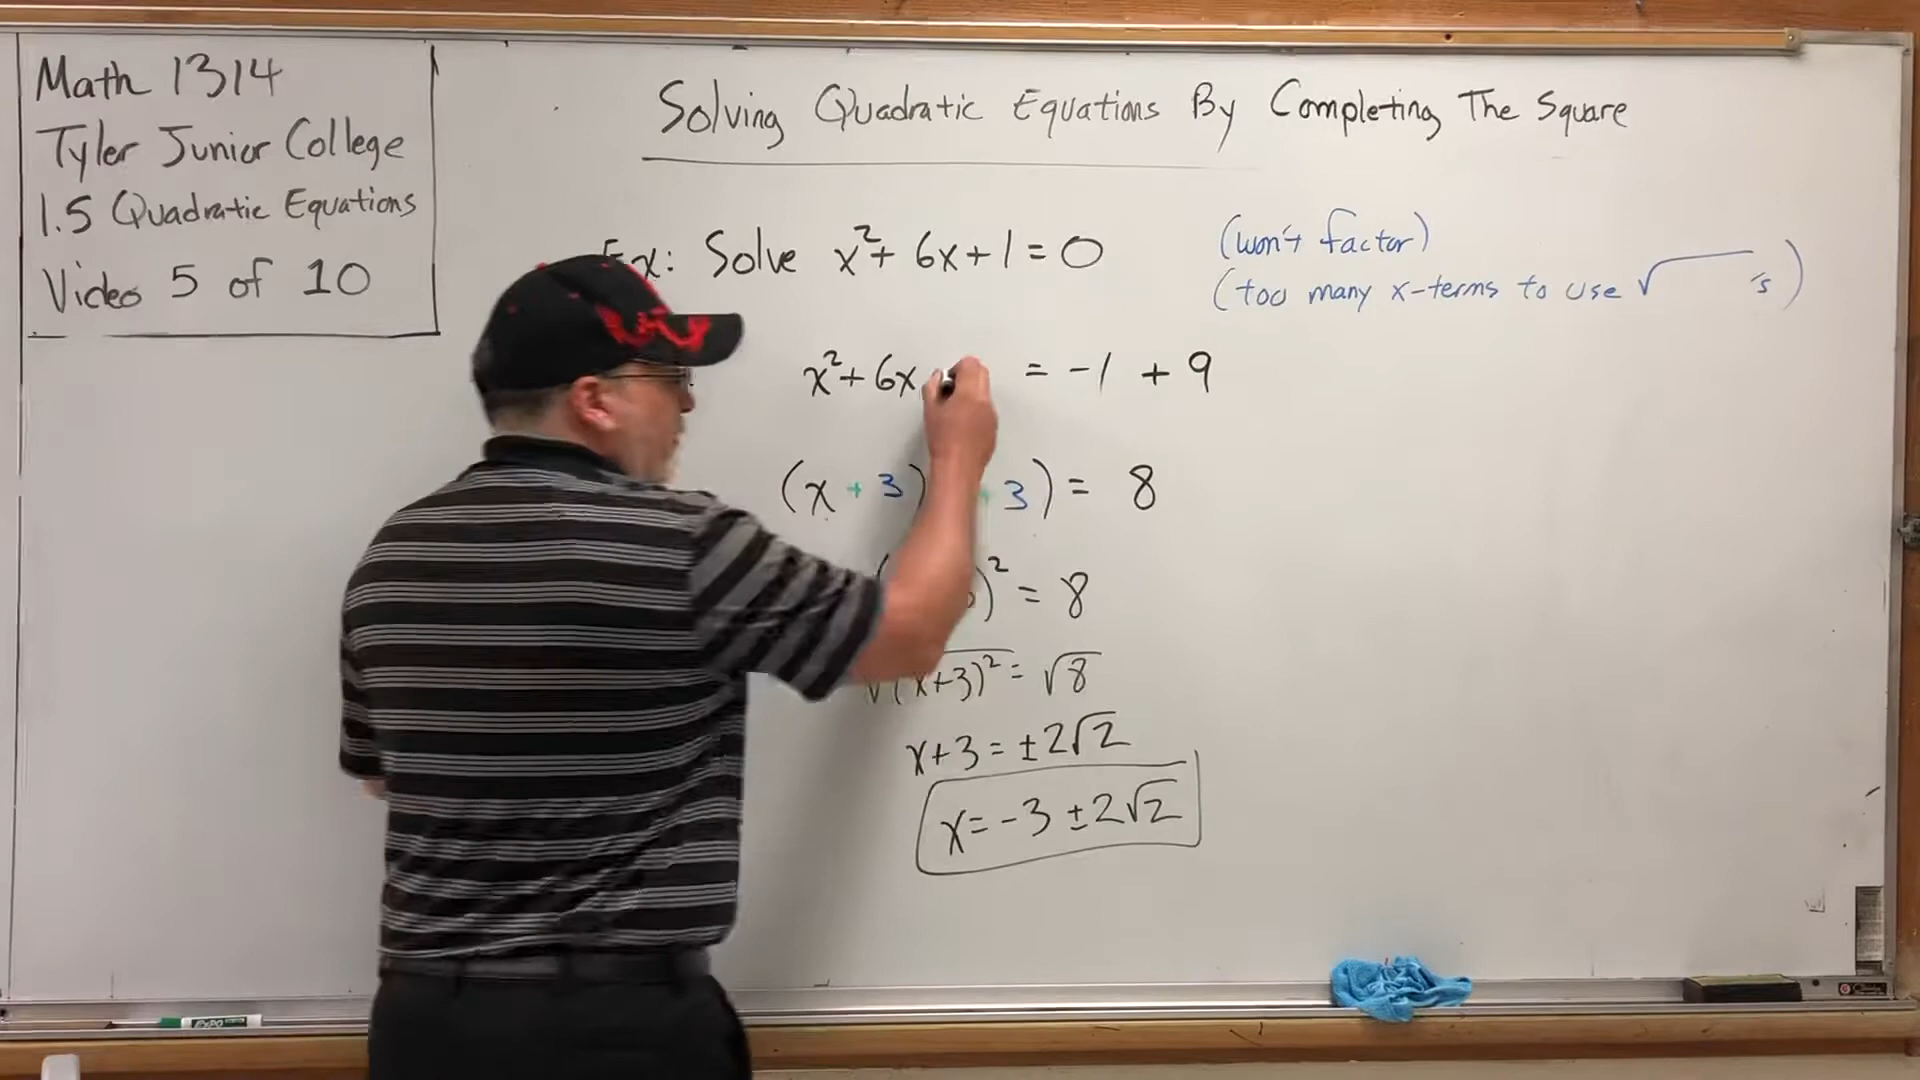 Math 1314
Tyler Junior College
1.5 Quadratic Equations
Video 5 of 10
Solving Quadratic Equations By Completing The Square
Ex: Solve x²+ 6x+1=0
(won't factor)
(too many x-terms to use √ 's)
x²+ 6x = -1 + 9
(x + 3) + 3) = 8
( )² = 8
√(x+3)² = √8
x+3 = ±2√2
x= -3 ±2√2
EXPO